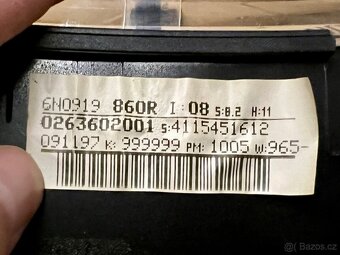 6N0919 860R I:08 S:8.2 H:11
0263602001 S:4115451612
091197 K:999999 PM:1005 W:965-
Bazos.cz